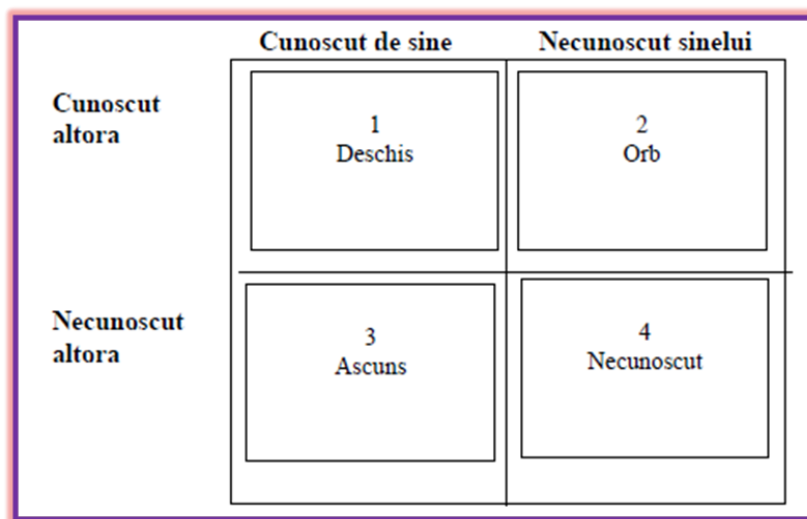 Cunoscut de sine
Necunoscut sinelui
Cunoscut
altora
1
Deschis
2
Orb
Necunoscut
altora
3
Ascuns
4
Necunoscut